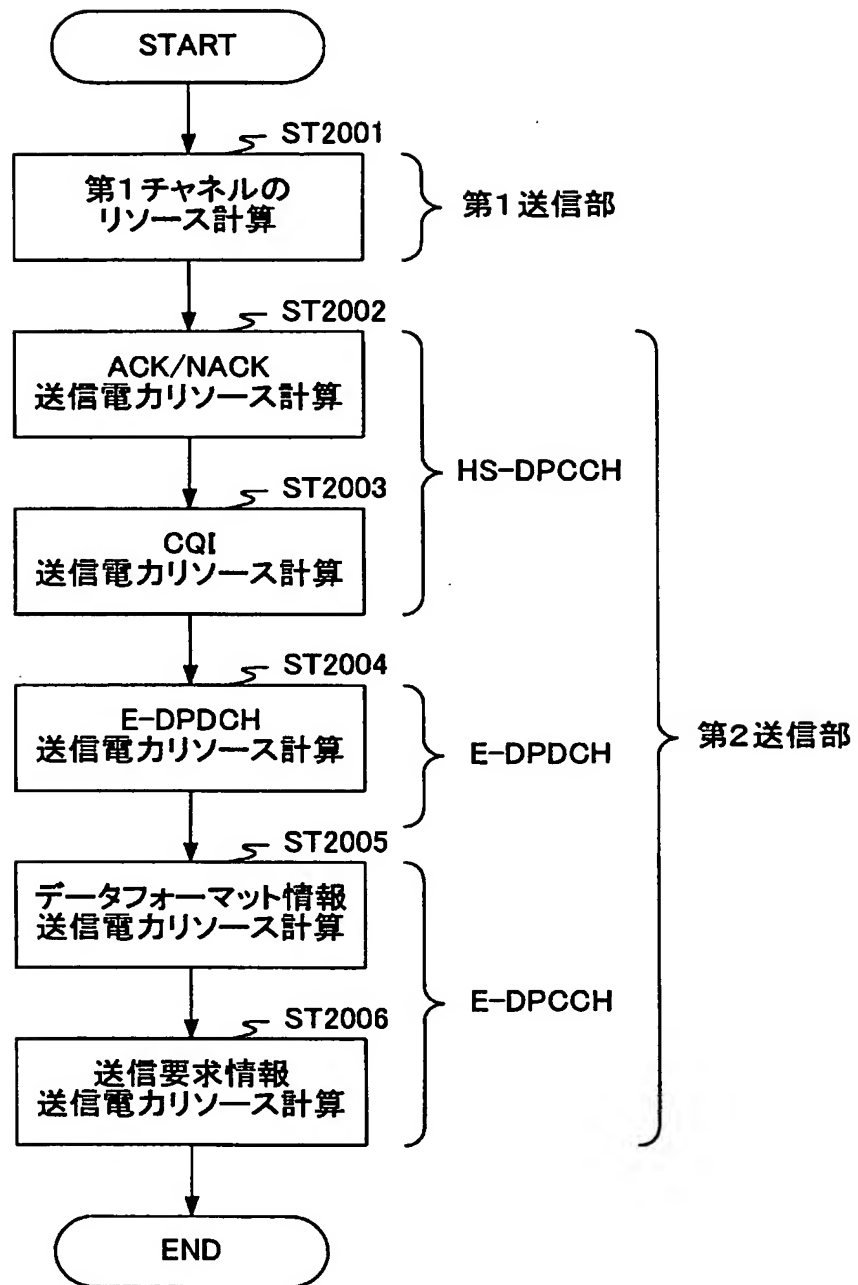 START
ST2001
第1チャネルの
リソース計算
第1送信部
ST2002
ACK/NACK
送信電力リソース計算
HS-DPCCH
ST2003
CQI
送信電力リソース計算
ST2004
E-DPDCH
送信電力リソース計算
E-DPDCH
第2送信部
ST2005
データフォーマット情報
送信電力リソース計算
E-DPCCH
ST2006
送信要求情報
送信電力リソース計算
END